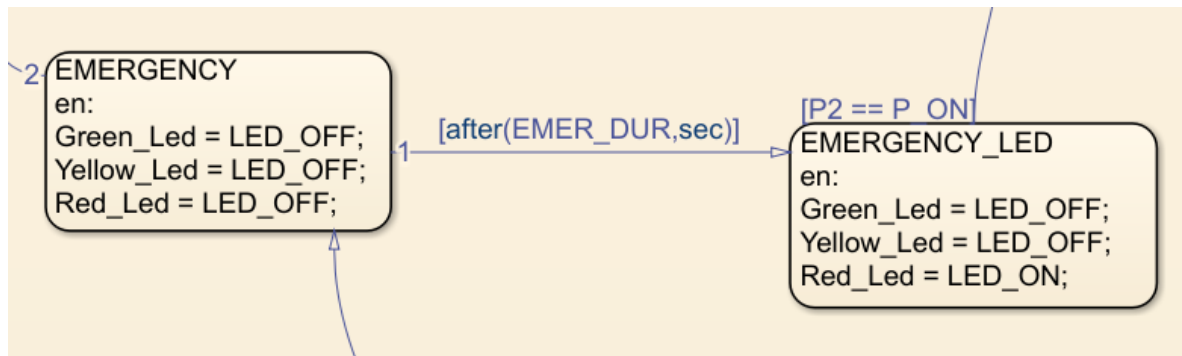 2
EMERGENCY
en:
Green_Led = LED_OFF;
Yellow_Led = LED_OFF;
Red_Led = LED_OFF;
1
[after(EMER_DUR,sec)]
[P2 == P_ON]
EMERGENCY_LED
en:
Green_Led = LED_OFF;
Yellow_Led = LED_OFF;
Red_Led = LED_ON;